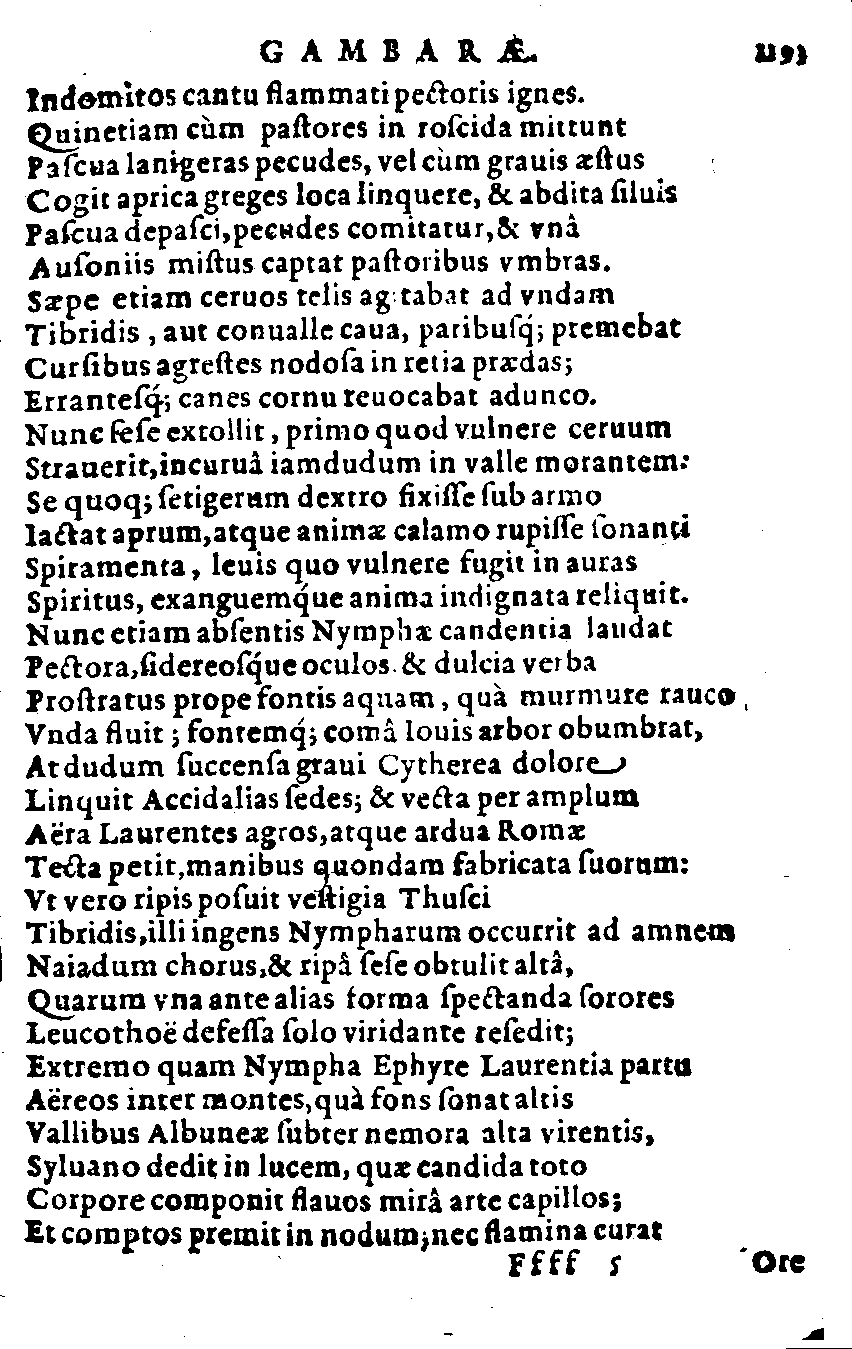 GAMBARÆ. 1193
Indomitos cantu flammati pectoris ignes.
Quinetiam cùm paſtores in roſcida mittunt
Paſcua lanigeras pecudes, vel cùm grauis æſtus
Cogit aprica greges loca linquere, & abdita ſiluis
Paſcua depaſci, pecudes comitatur, & vnâ
Auſoniis miſtus captat paſtoribus vmbras.
Sæpe etiam ceruos telis agitabat ad vndam
Tibridis, aut conualle caua, paribuſq́; premebat
Curſibus agreſtes nodoſa in retia prædas;
Erranteſq́; canes cornu reuocabat adunco.
Nunc ſeſe extollit, primo quod vulnere ceruum
Strauerit, incuruâ iamdudum in valle morantem:
Se quoq; ſetigerum dextro fixiſſe ſub armo
Iactat aprum, atque animæ calamo rupiſſe ſonanti
Spiramenta, leuis quo vulnere fugit in auras
Spiritus, exanguemq́ue anima indignata reliquit.
Nunc etiam abſentis Nymphæ candentia laudat
Pectora, ſidereoſq́ue oculos. & dulcia verba
Proſtratus prope fontis aquam, quà murmure rauco
Vnda fluit; fontemq́; comâ Iouis arbor obumbrat,
At dudum ſuccenſa graui Cytherea dolore
Linquit Accidalias ſedes; & vecta per amplum
Aëra Laurentes agros, atque ardua Romæ
Tecta petit, manibus quondam fabricata ſuorum:
Vt vero ripis poſuit veſtigia Thuſci
Tibridis, illi ingens Nympharum occurrit ad amnem
Naiadum chorus, & ripâ ſeſe obtulit altâ,
Quarum vna ante alias forma ſpectanda ſorores
Leucothoë defeſſa ſolo viridante reſedit;
Extremo quam Nympha Ephyre Laurentia partu
Aëreos inter montes, quà fons ſonat altis
Vallibus Albuneæ ſubter nemora alta virentis,
Syluano dedit in lucem, quæ candida toto
Corpore componit flauos mirâ arte capillos;
Et comptos premit in nodum; nec flamina curat
Ffff 5 Ore